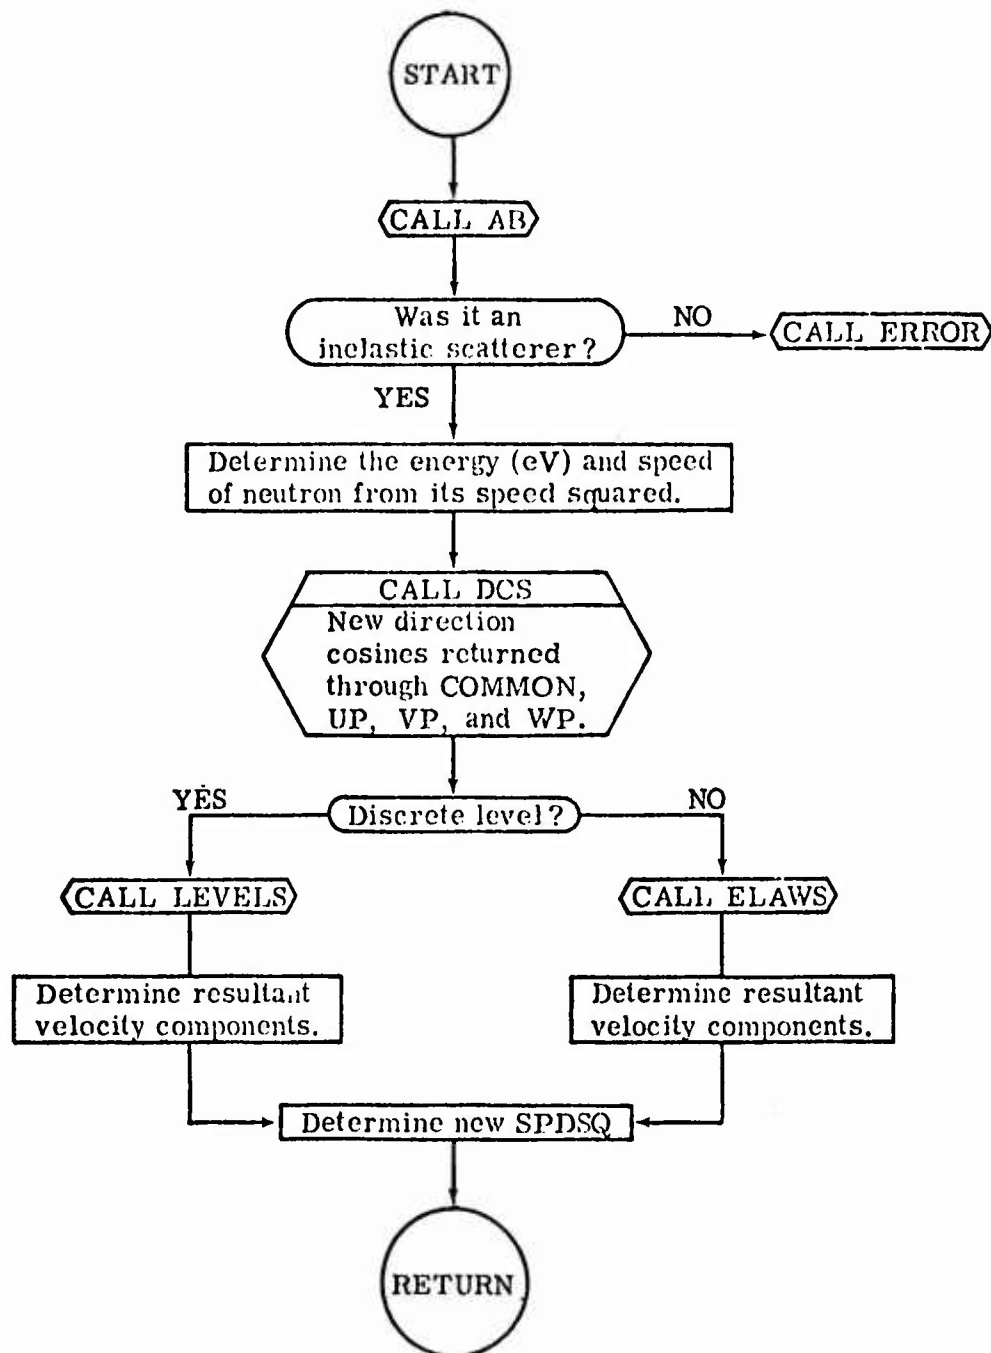 START
CALL AB
Was it an
inelastic scatterer?
NO
CALL ERROR
YES
Determine the energy (eV) and speed
of neutron from its speed squared.
CALL DCS
New direction
cosines returned
through COMMON,
UP, VP, and WP.
YES
Discrete level?
NO
CALL LEVELS
CALL ELAWS
Determine resultant
velocity components.
Determine resultant
velocity components.
Determine new SPDSQ
RETURN